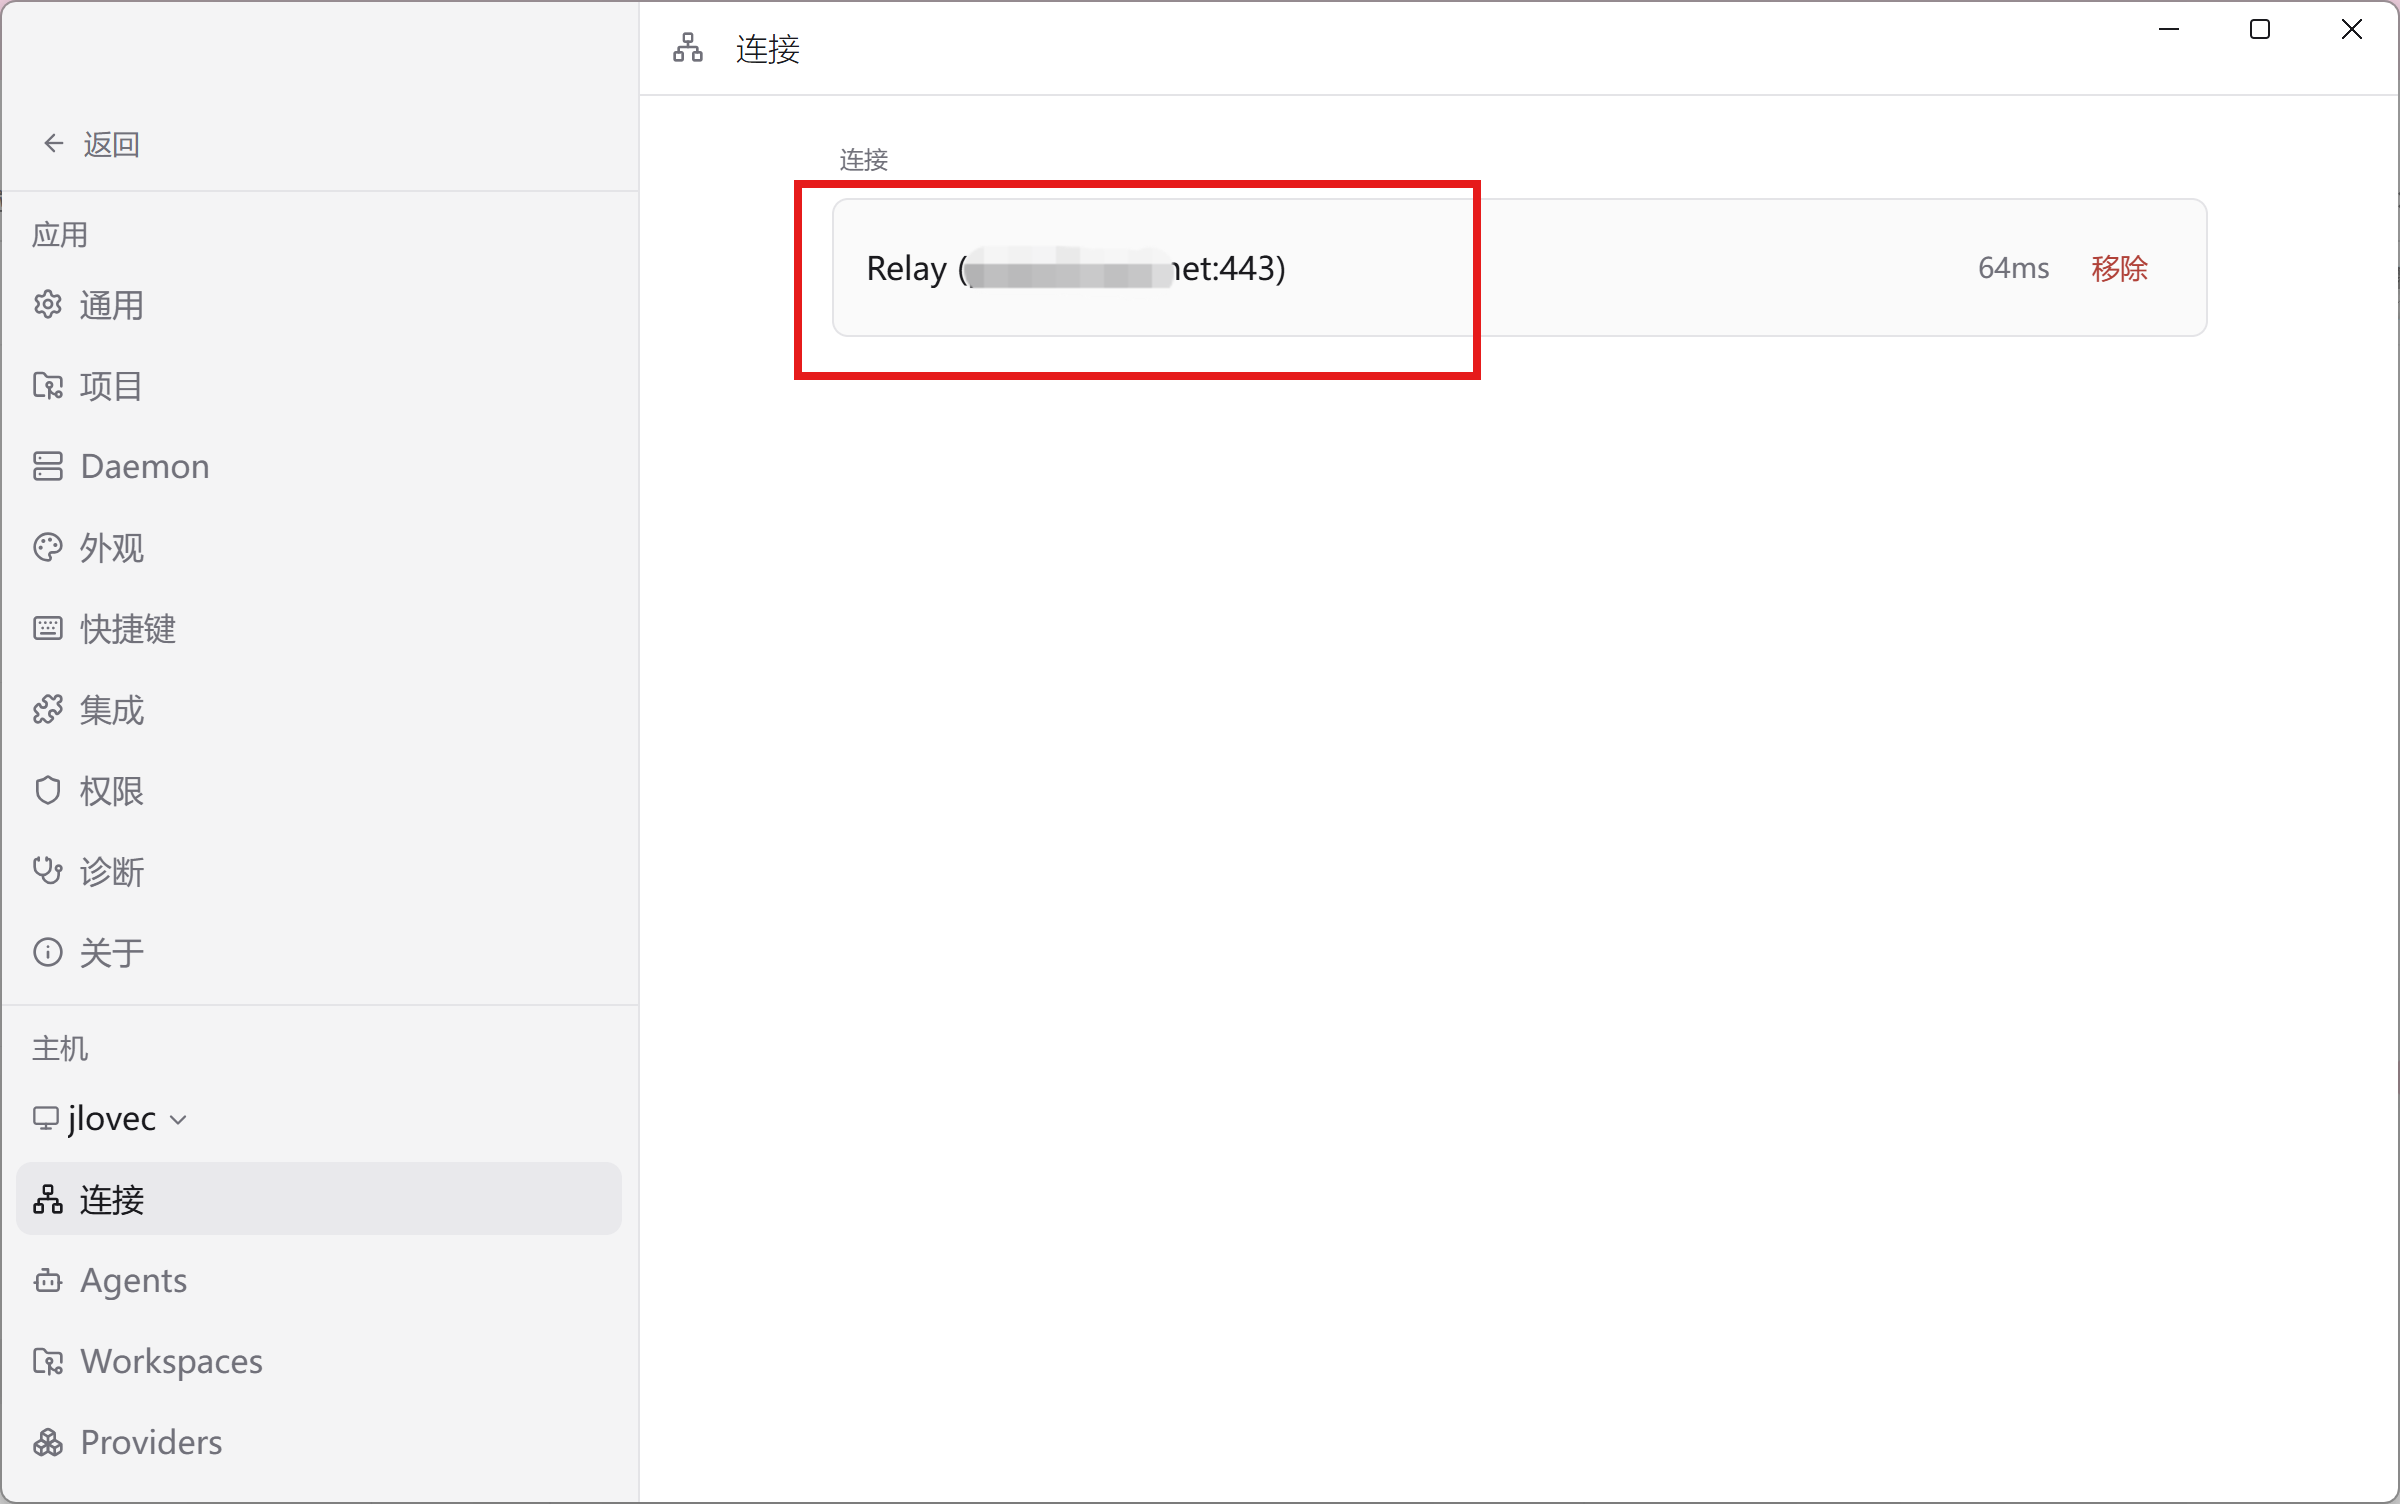 返回
应用
通用
项目
Daemon
外观
快捷键
集成
权限
诊断
关于
主机
jlovec
连接
Agents
Workspaces
Providers
连接
连接
Relay ( net:443)
64ms
移除